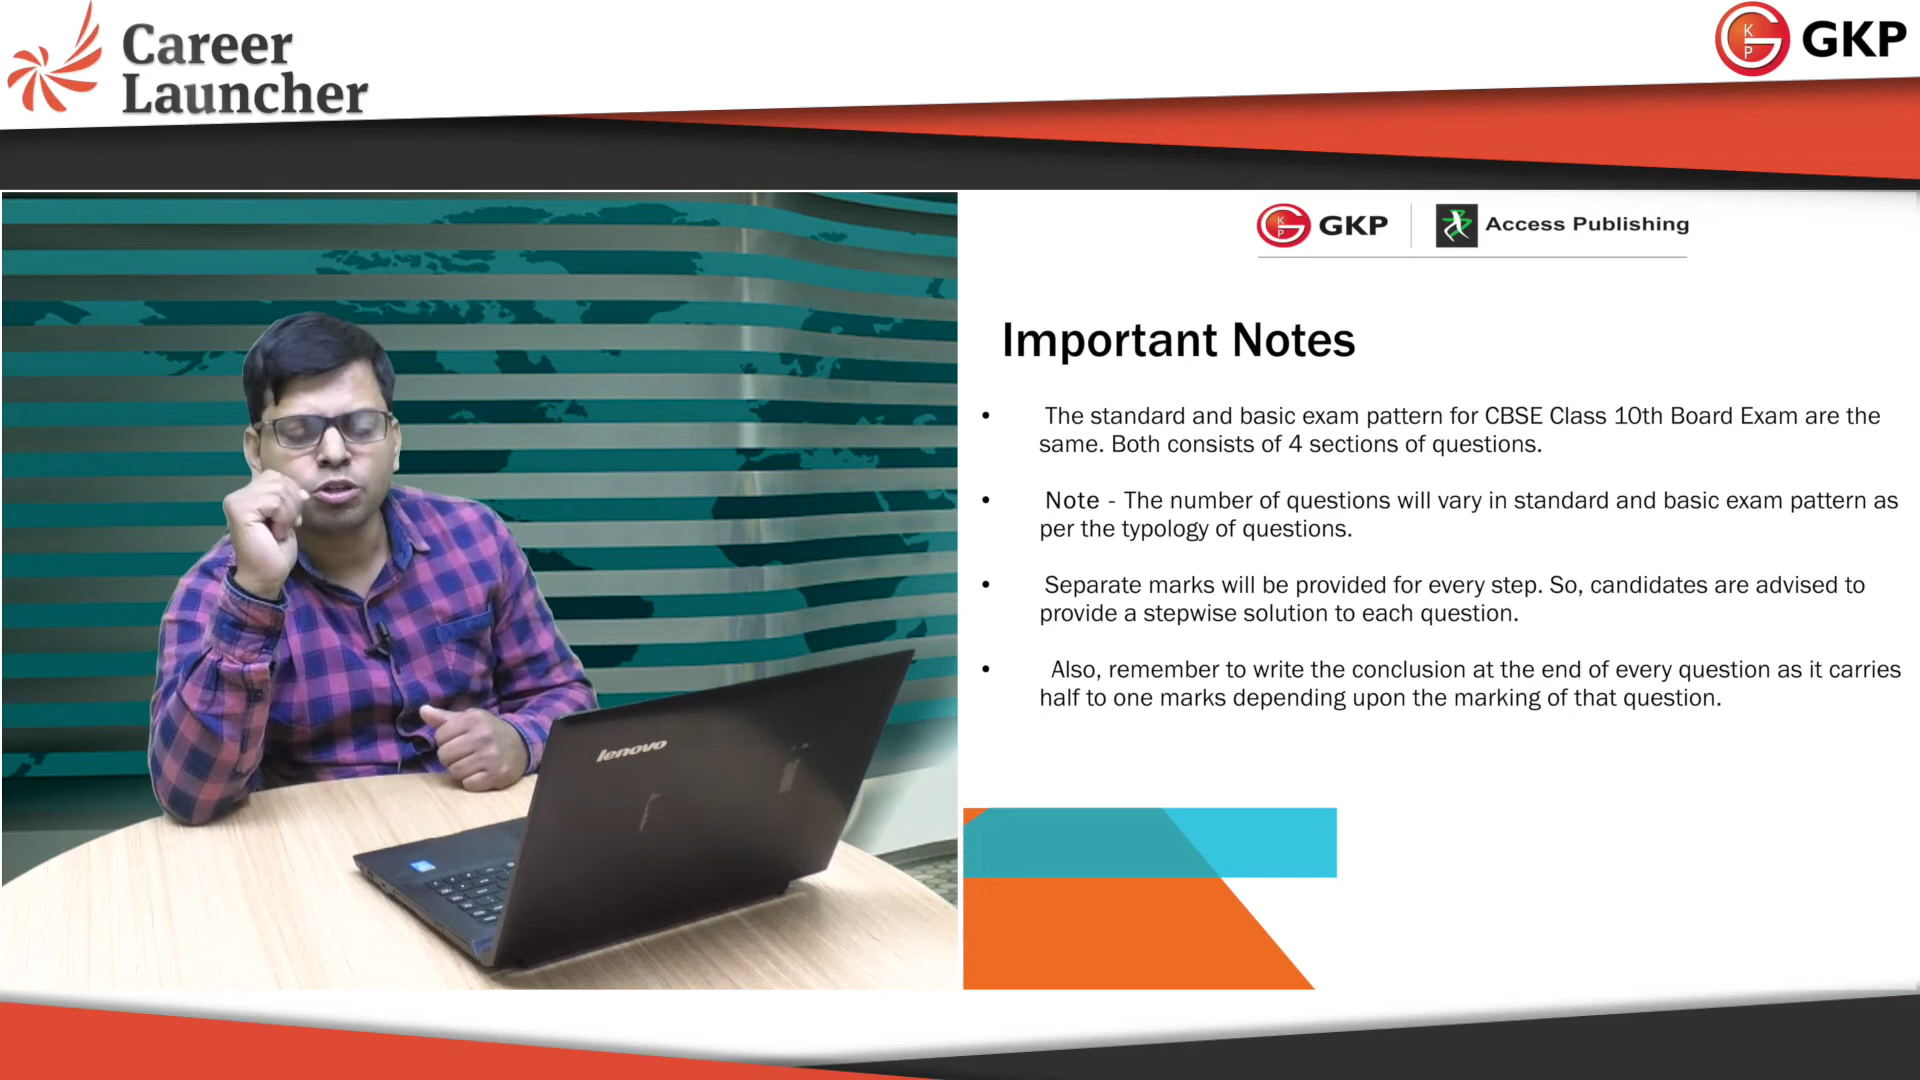 Career
Launcher
K
P
GKP
K
P
GKP
Access Publishing
Important Notes
• The standard and basic exam pattern for CBSE Class 10th Board Exam are the
same. Both consists of 4 sections of questions.
• Note - The number of questions will vary in standard and basic exam pattern as
per the typology of questions.
• Separate marks will be provided for every step. So, candidates are advised to
provide a stepwise solution to each question.
• Also, remember to write the conclusion at the end of every question as it carries
half to one marks depending upon the marking of that question.
lenovo